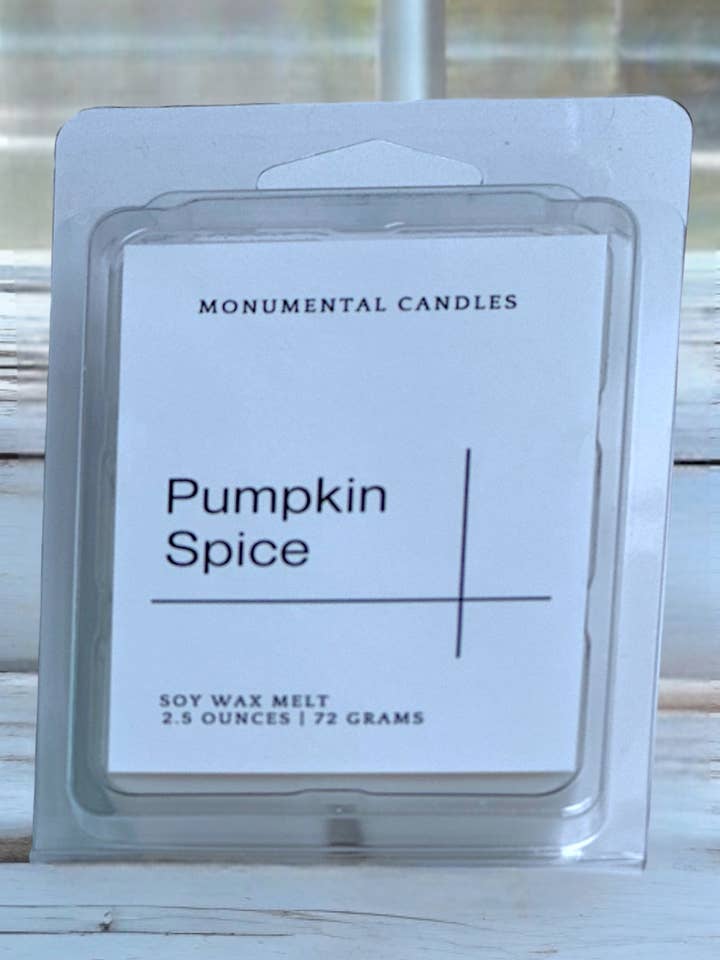 MONUMENTAL CANDLES
Pumpkin
Spice
SOY WAX MELT
2.5 OUNCES | 72 GRAMS